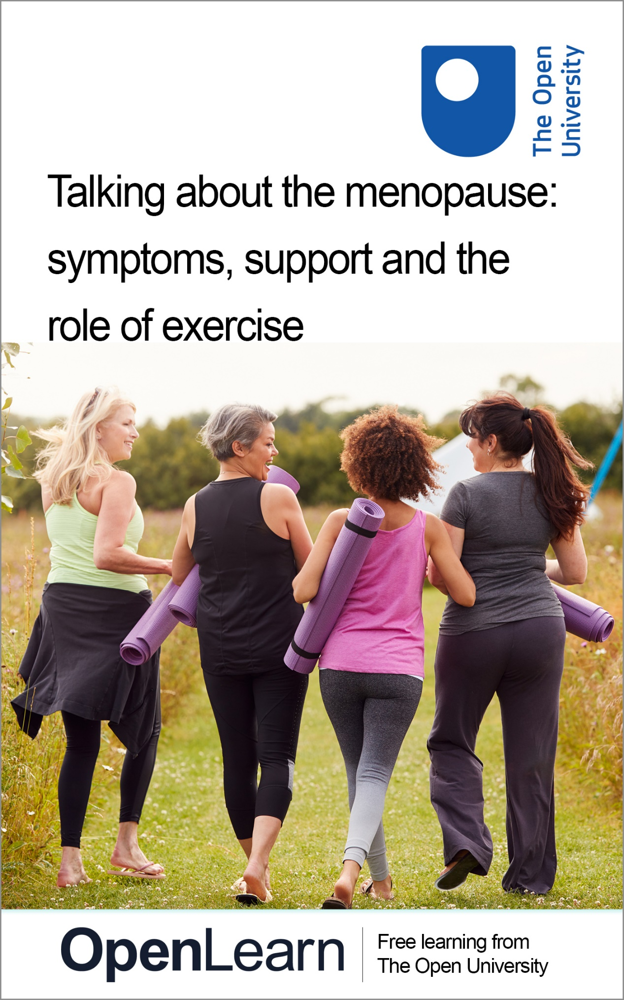 The Open
University
Talking about the menopause:
symptoms, support and the
role of exercise
OpenLearn
Free learning from
The Open University